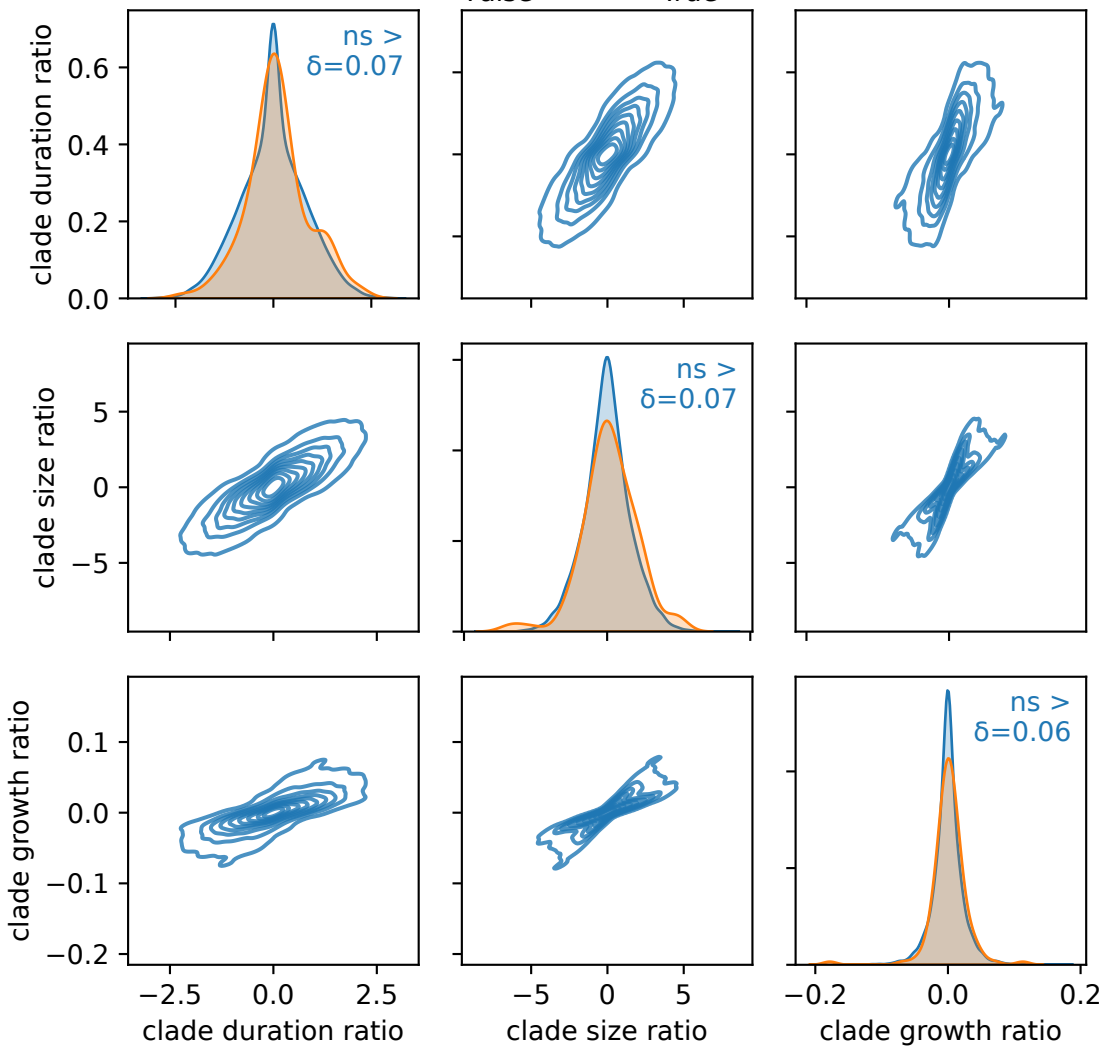 clade duration ratio
0.6
0.4
0.2
0.0
ns >
δ=0.07
clade size ratio
5
0
−5
ns >
δ=0.07
clade growth ratio
0.1
0.0
−0.1
−0.2
ns >
δ=0.06
−2.5
0.0
2.5
clade duration ratio
−5
0
5
clade size ratio
−0.2
0.0
0.2
clade growth ratio